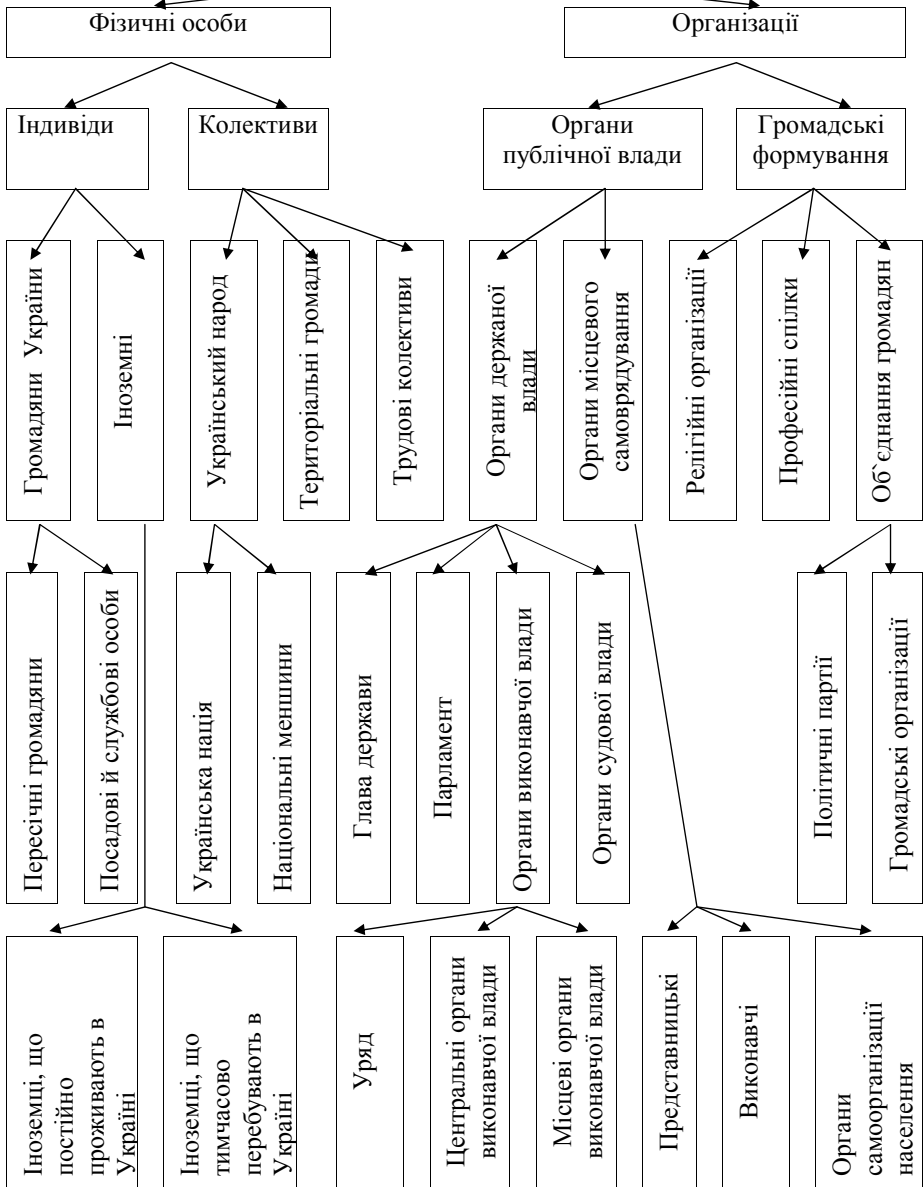 Фізичні особи
Організації
Індивіди
Колективи
Органи
публічної влади
Громадські
формування
Громадяни України
Іноземні
Український народ
Територіальні громади
Трудові колективи
Органи держаної
влади
Органи місцевого
самоврядування
Релігійні організації
Професійні спілки
Об`єднання громадян
Пересічні громадяни
Посадові й службові особи
Українська нація
Національні меншини
Глава держави
Парламент
Органи виконавчої влади
Органи судової влади
Політичні партії
Громадські організації
Іноземці, що
постійно
проживають в
Україні
Іноземці, що
тимчасово
перебувають в
Україні
Уряд
Центральні органи
виконавчої влади
Місцеві органи
виконавчої влади
Представницькі
Виконавчі
Органи
самоорганізації
населення